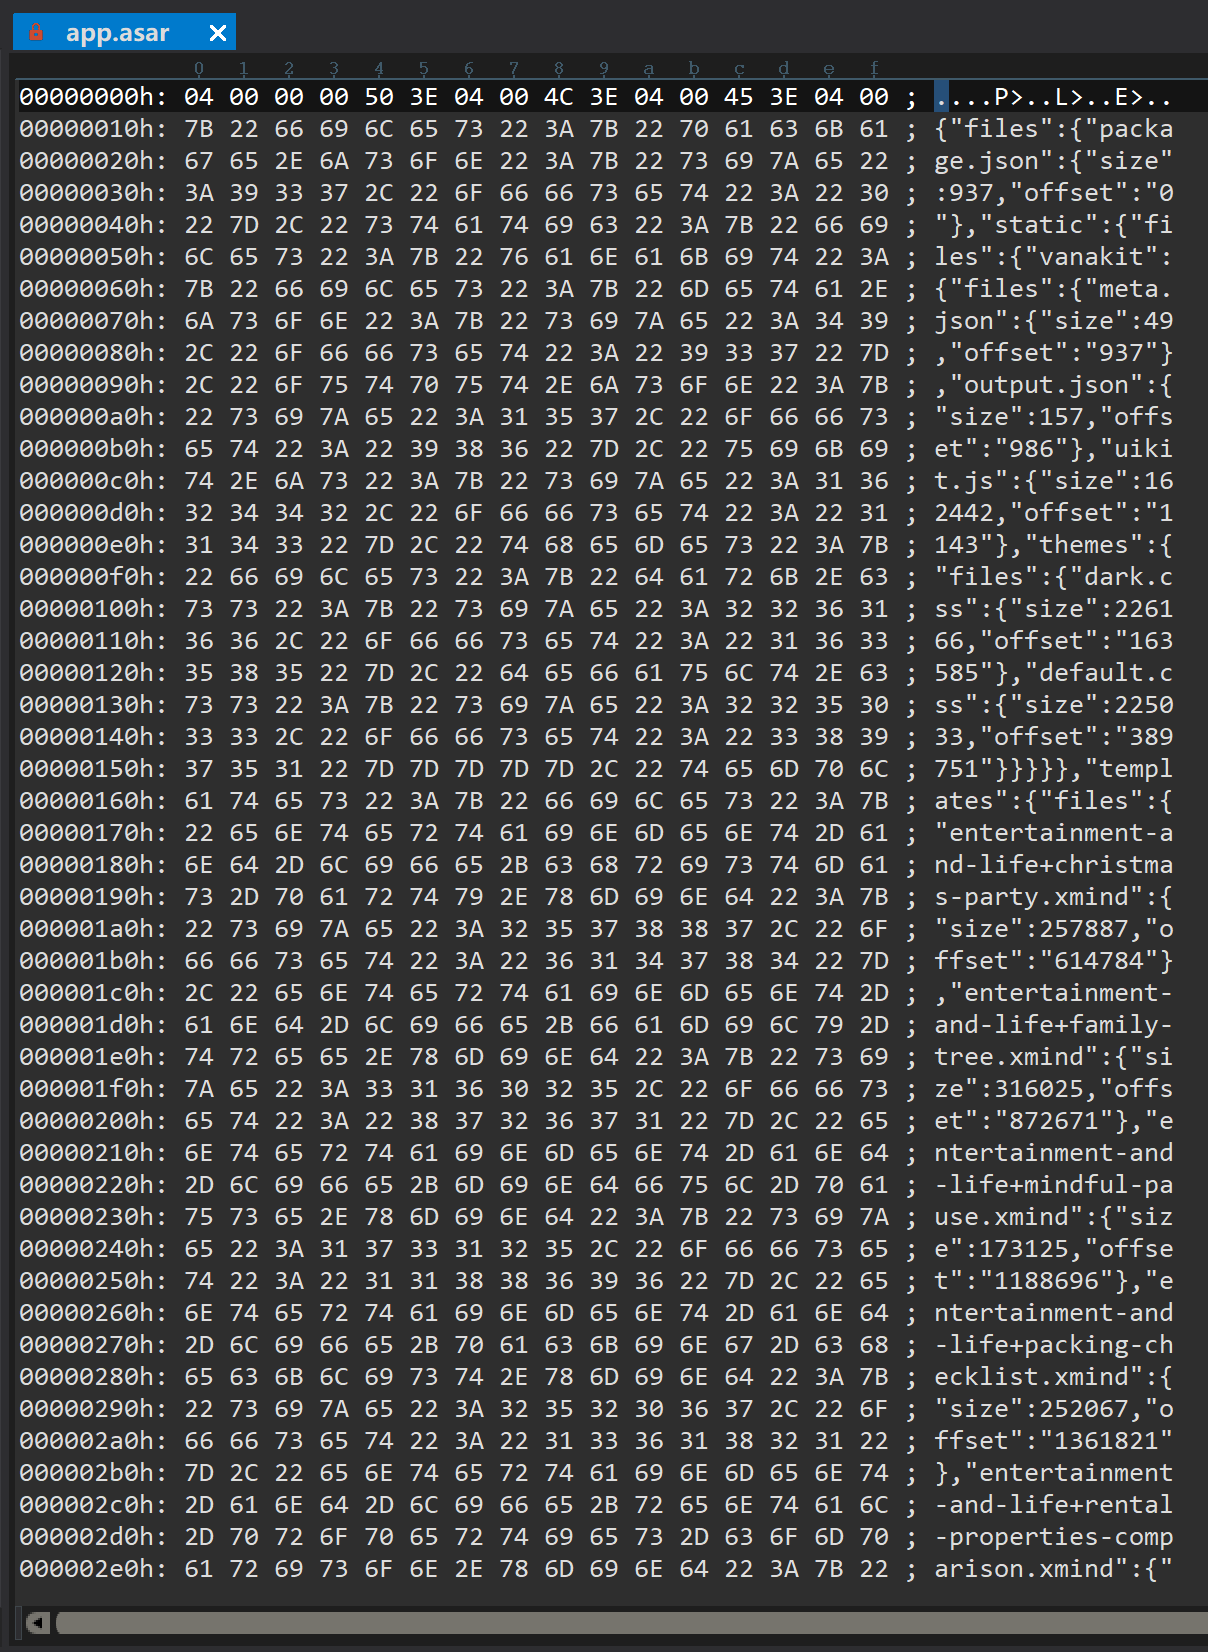 app.asar
0 1 2 3 4 5 6 7 8 9 a b c d e f
00000000h: 04 00 00 00 50 3E 04 00 4C 3E 04 00 45 3E 04 00 ; ....P>..L>..E>..
00000010h: 7B 22 66 69 6C 65 73 22 3A 7B 22 70 61 63 6B 61 ; {"files":{"packa
00000020h: 67 65 2E 6A 73 6F 6E 22 3A 7B 22 73 69 7A 65 22 ; ge.json":{"size"
00000030h: 3A 39 33 37 2C 22 6F 66 66 73 65 74 22 3A 22 30 ; :937,"offset":"0
00000040h: 22 7D 2C 22 73 74 61 74 69 63 22 3A 7B 22 66 69 ; "},"static":{"fi
00000050h: 6C 65 73 22 3A 7B 22 76 61 6E 61 6B 69 74 22 3A ; les":{"vanakit":
00000060h: 7B 22 66 69 6C 65 73 22 3A 7B 22 6D 65 74 61 2E ; {"files":{"meta.
00000070h: 6A 73 6F 6E 22 3A 7B 22 73 69 7A 65 22 3A 34 39 ; json":{"size":49
00000080h: 2C 22 6F 66 66 73 65 74 22 3A 22 39 33 37 22 7D ; ,"offset":"937"}
00000090h: 2C 22 6F 75 74 70 75 74 2E 6A 73 6F 6E 22 3A 7B ; ,"output.json":{
000000a0h: 22 73 69 7A 65 22 3A 31 35 37 2C 22 6F 66 66 73 ; "size":157,"offs
000000b0h: 65 74 22 3A 22 39 38 36 22 7D 2C 22 75 69 6B 69 ; et":"986"},"uiki
000000c0h: 74 2E 6A 73 22 3A 7B 22 73 69 7A 65 22 3A 31 36 ; t.js":{"size":16
000000d0h: 32 34 34 32 2C 22 6F 66 66 73 65 74 22 3A 22 31 ; 2442,"offset":"1
000000e0h: 31 34 33 22 7D 2C 22 74 68 65 6D 65 73 22 3A 7B ; 143"},"themes":{
000000f0h: 22 66 69 6C 65 73 22 3A 7B 22 64 61 72 6B 2E 63 ; "files":{"dark.c
00000100h: 73 73 22 3A 7B 22 73 69 7A 65 22 3A 32 32 36 31 ; ss":{"size":2261
00000110h: 36 36 2C 22 6F 66 66 73 65 74 22 3A 22 31 36 33 ; 66,"offset":"163
00000120h: 35 38 35 22 7D 2C 22 64 65 66 61 75 6C 74 2E 63 ; 585"},"default.c
00000130h: 73 73 22 3A 7B 22 73 69 7A 65 22 3A 32 32 35 30 ; ss":{"size":2250
00000140h: 33 33 2C 22 6F 66 66 73 65 74 22 3A 22 33 38 39 ; 33,"offset":"389
00000150h: 37 35 31 22 7D 7D 7D 7D 7D 2C 22 74 65 6D 70 6C ; 751"}}}}},"templ
00000160h: 61 74 65 73 22 3A 7B 22 66 69 6C 65 73 22 3A 7B ; ates":{"files":{
00000170h: 22 65 6E 74 65 72 74 61 69 6E 6D 65 6E 74 2D 61 ; "entertainment-a
00000180h: 6E 64 2D 6C 69 66 65 2B 63 68 72 69 73 74 6D 61 ; nd-life+christma
00000190h: 73 2D 70 61 72 74 79 2E 78 6D 69 6E 64 22 3A 7B ; s-party.xmind":{
000001a0h: 22 73 69 7A 65 22 3A 32 35 37 38 38 37 2C 22 6F ; "size":257887,"o
000001b0h: 66 66 73 65 74 22 3A 22 36 31 34 37 38 34 22 7D ; ffset":"614784"}
000001c0h: 2C 22 65 6E 74 65 72 74 61 69 6E 6D 65 6E 74 2D ; ,"entertainment-
000001d0h: 61 6E 64 2D 6C 69 66 65 2B 66 61 6D 69 6C 79 2D ; and-life+family-
000001e0h: 74 72 65 65 2E 78 6D 69 6E 64 22 3A 7B 22 73 69 ; tree.xmind":{"si
000001f0h: 7A 65 22 3A 33 31 36 30 32 35 2C 22 6F 66 66 73 ; ze":316025,"offs
00000200h: 65 74 22 3A 22 38 37 32 36 37 31 22 7D 2C 22 65 ; et":"872671"},"e
00000210h: 6E 74 65 72 74 61 69 6E 6D 65 6E 74 2D 61 6E 64 ; ntertainment-and
00000220h: 2D 6C 69 66 65 2B 6D 69 6E 64 66 75 6C 2D 70 61 ; -life+mindful-pa
00000230h: 75 73 65 2E 78 6D 69 6E 64 22 3A 7B 22 73 69 7A ; use.xmind":{"siz
00000240h: 65 22 3A 31 37 33 31 32 35 2C 22 6F 66 66 73 65 ; e":173125,"offse
00000250h: 74 22 3A 22 31 31 38 38 36 39 36 22 7D 2C 22 65 ; t":"1188696"},"e
00000260h: 6E 74 65 72 74 61 69 6E 6D 65 6E 74 2D 61 6E 64 ; ntertainment-and
00000270h: 2D 6C 69 66 65 2B 70 61 63 6B 69 6E 67 2D 63 68 ; -life+packing-ch
00000280h: 65 63 6B 6C 69 73 74 2E 78 6D 69 6E 64 22 3A 7B ; ecklist.xmind":{
00000290h: 22 73 69 7A 65 22 3A 32 35 32 30 36 37 2C 22 6F ; "size":252067,"o
000002a0h: 66 66 73 65 74 22 3A 22 31 33 36 31 38 32 31 22 ; ffset":"1361821"
000002b0h: 7D 2C 22 65 6E 74 65 72 74 61 69 6E 6D 65 6E 74 ; },"entertainment
000002c0h: 2D 61 6E 64 2D 6C 69 66 65 2B 72 65 6E 74 61 6C ; -and-life+rental
000002d0h: 2D 70 72 6F 70 65 72 74 69 65 73 2D 63 6F 6D 70 ; -properties-comp
000002e0h: 61 72 69 73 6F 6E 2E 78 6D 69 6E 64 22 3A 7B 22 ; arison.xmind":{"